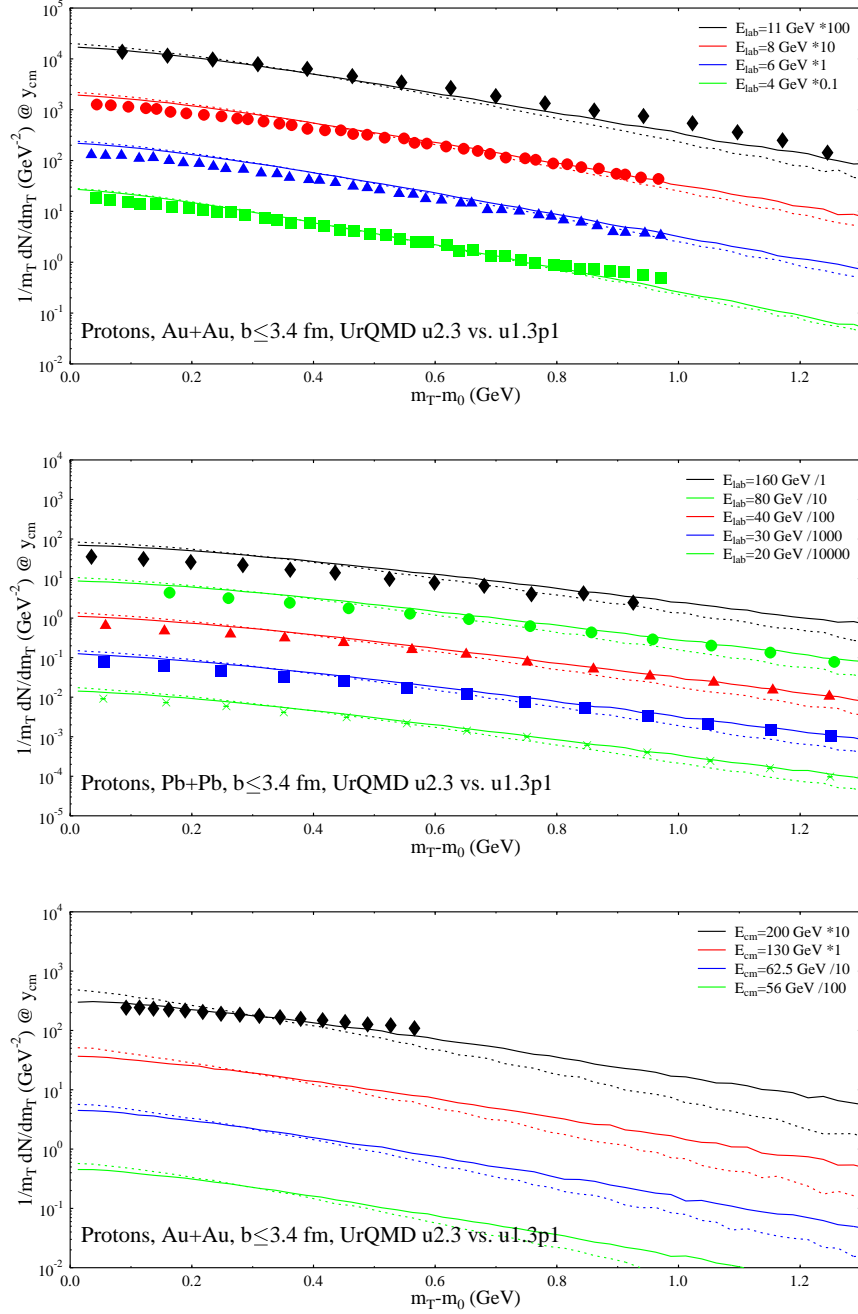 10^5
10^4
10^3
10^2
10^1
10^0
10^-1
10^-2
1/m_T dN/dm_T (GeV^-2) @ y_cm
E_lab=11 GeV *100
E_lab=8 GeV *10
E_lab=6 GeV *1
E_lab=4 GeV *0.1
Protons, Au+Au, b≤3.4 fm, UrQMD u2.3 vs. u1.3p1
0.0 0.2 0.4 0.6 0.8 1.0 1.2
m_T-m_0 (GeV)
10^4
10^3
10^2
10^1
10^0
10^-1
10^-2
10^-3
10^-4
10^-5
1/m_T dN/dm_T (GeV^-2) @ y_cm
E_lab=160 GeV /1
E_lab=80 GeV /10
E_lab=40 GeV /100
E_lab=30 GeV /1000
E_lab=20 GeV /10000
Protons, Pb+Pb, b≤3.4 fm, UrQMD u2.3 vs. u1.3p1
0.0 0.2 0.4 0.6 0.8 1.0 1.2
m_T-m_0 (GeV)
10^4
10^3
10^2
10^1
10^0
10^-1
10^-2
1/m_T dN/dm_T (GeV^-2) @ y_cm
E_cm=200 GeV *10
E_cm=130 GeV *1
E_cm=62.5 GeV /10
E_cm=56 GeV /100
Protons, Au+Au, b≤3.4 fm, UrQMD u2.3 vs. u1.3p1
0.0 0.2 0.4 0.6 0.8 1.0 1.2
m_T-m_0 (GeV)